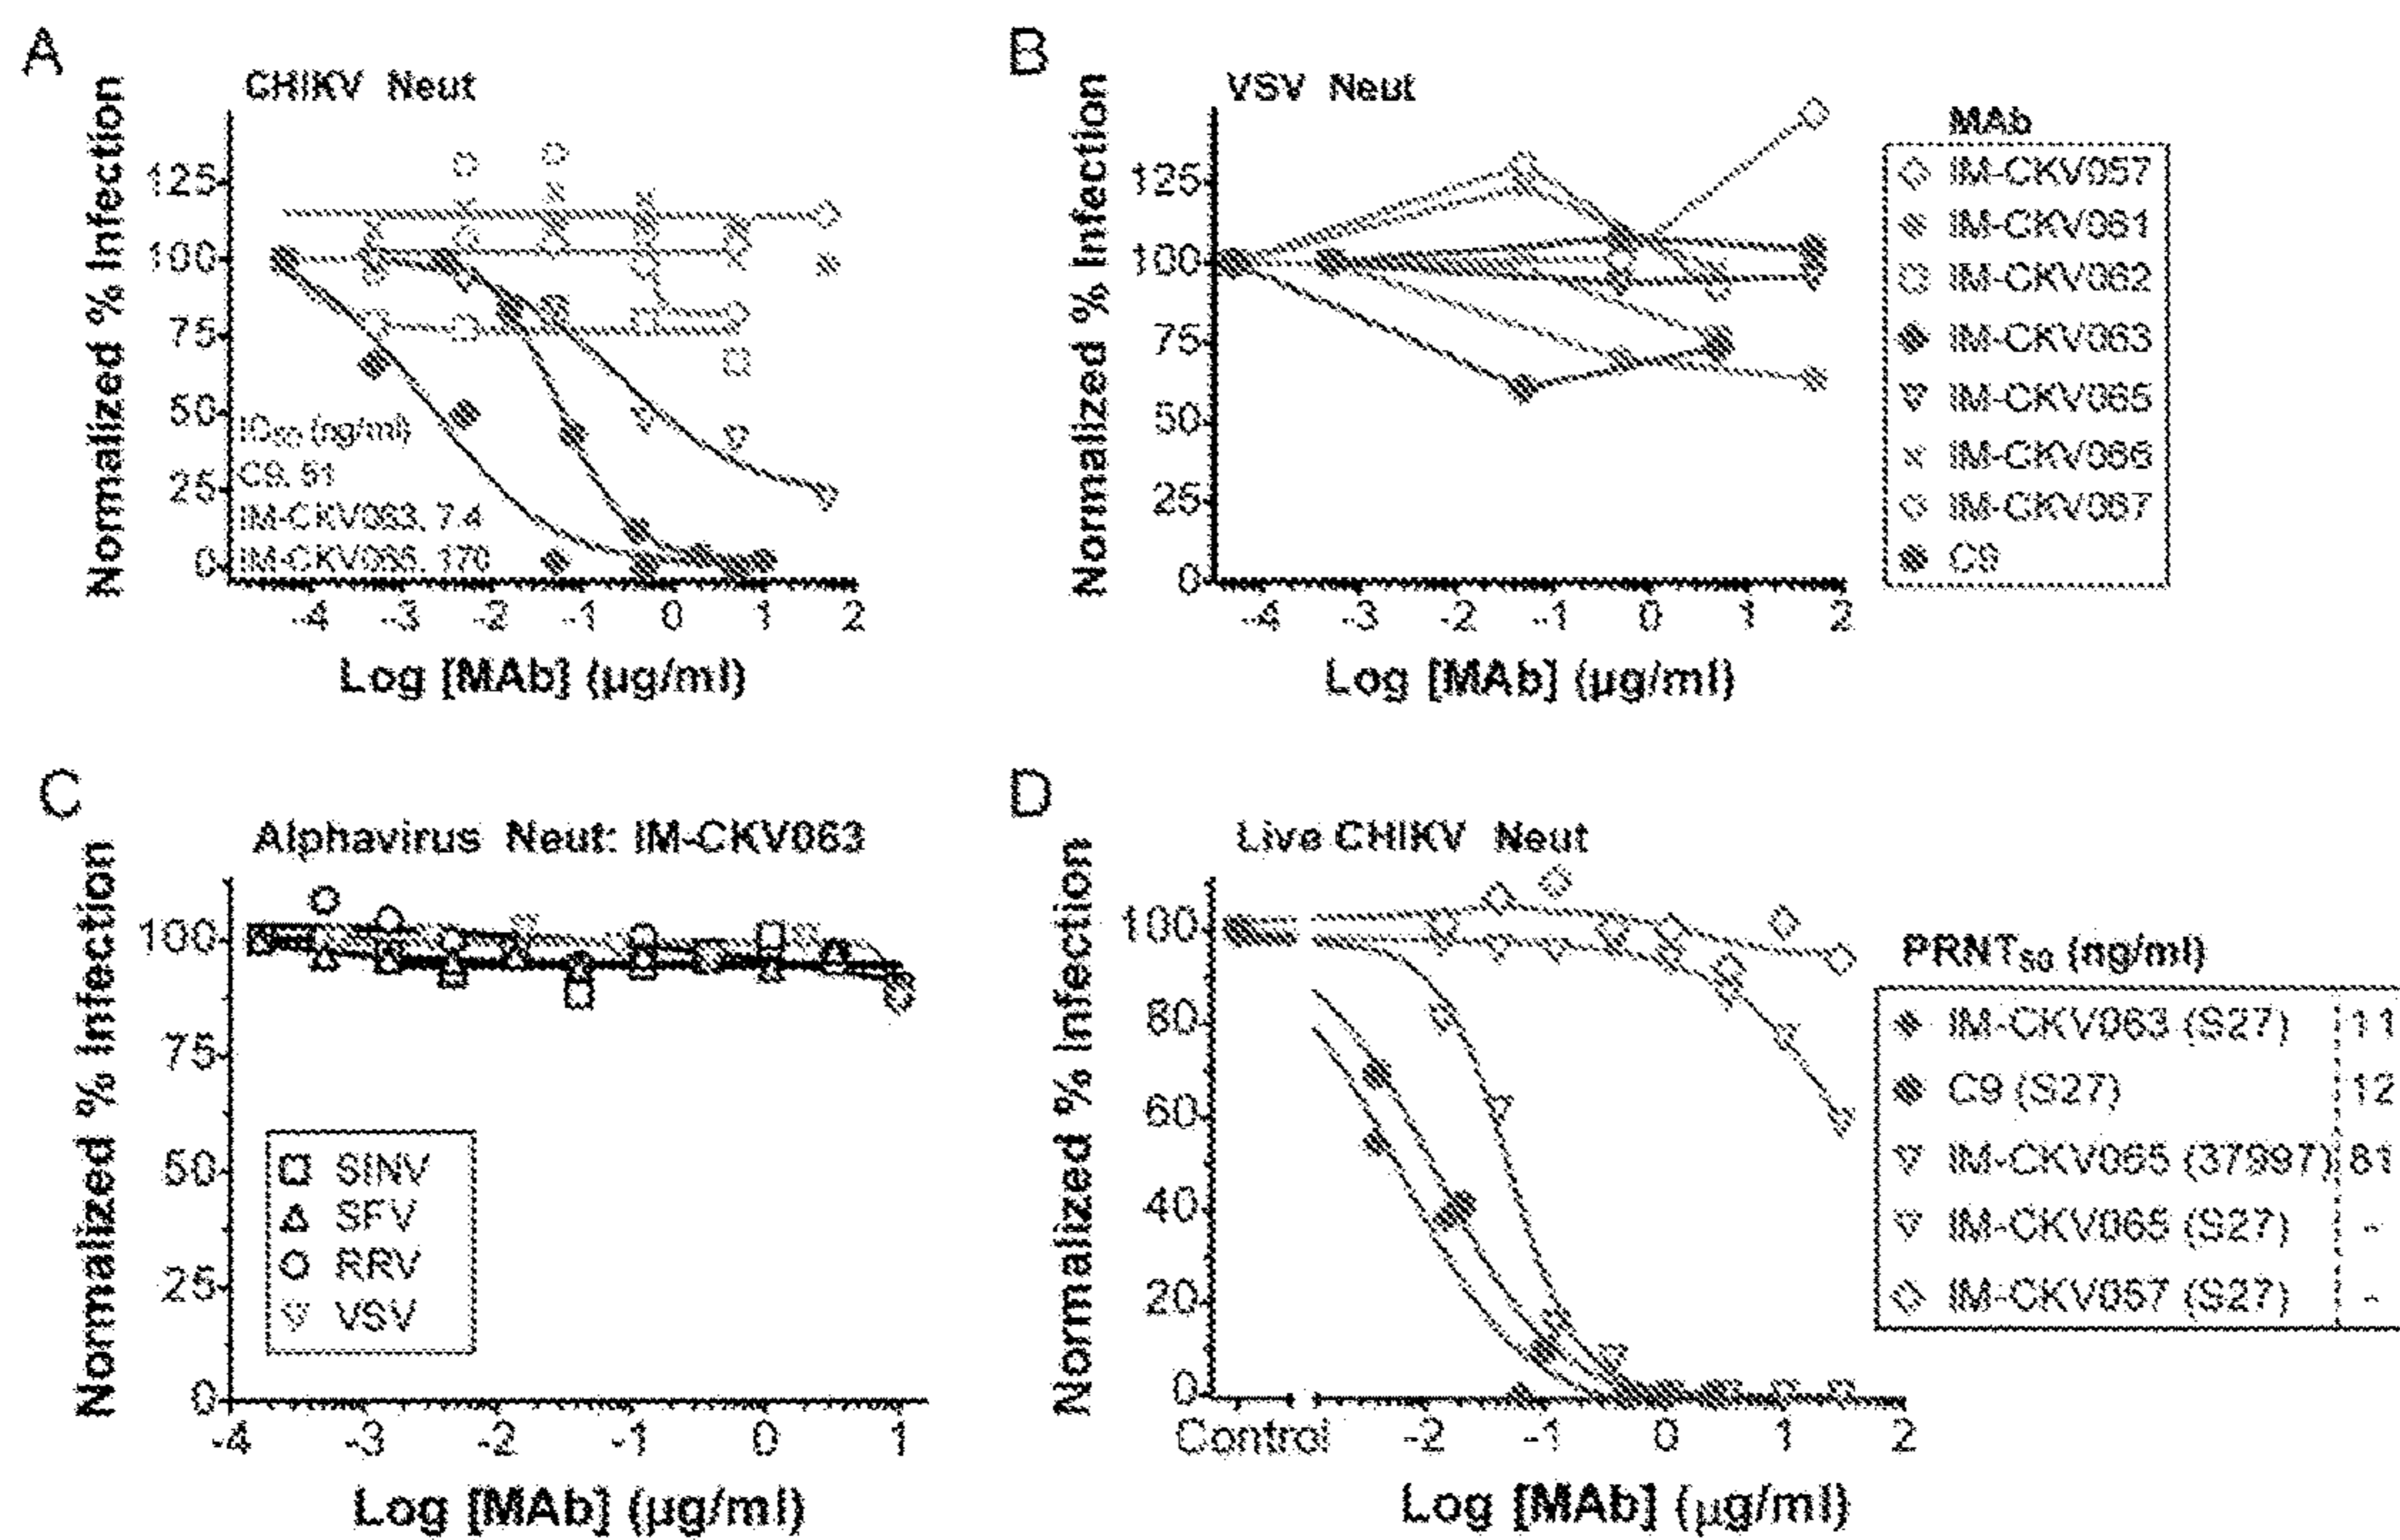 A
CHIKV Neut
Normalized % Infection
125
100
75
50
25
0
ID50 (ng/ml)
C9, 51
IM-CKV063, 7.4
IM-CKV065, 170
-4 -3 -2 -1 0 1 2
Log [MAb] (µg/ml)
B
VSV Neut
Normalized % Infection
125
100
75
50
25
0
-4 -3 -2 -1 0 1 2
Log [MAb] (µg/ml)
MAb
IM-CKV057
IM-CKV061
IM-CKV062
IM-CKV063
IM-CKV065
IM-CKV066
IM-CKV067
C9
C
Alphavirus Neut: IM-CKV063
Normalized % Infection
100
75
50
25
0
SINV
SFV
RRV
VSV
-4 -3 -2 -1 0 1
Log [MAb] (µg/ml)
D
Live CHIKV Neut
Normalized % Infection
100
80
60
40
20
0
Control -2 -1 0 1 2
Log [MAb] (µg/ml)
PRNT50 (ng/ml)
IM-CKV063 (S27) 11
C9 (S27) 12
IM-CKV065 (37997) 81
IM-CKV065 (S27) -
IM-CKV067 (S27) -